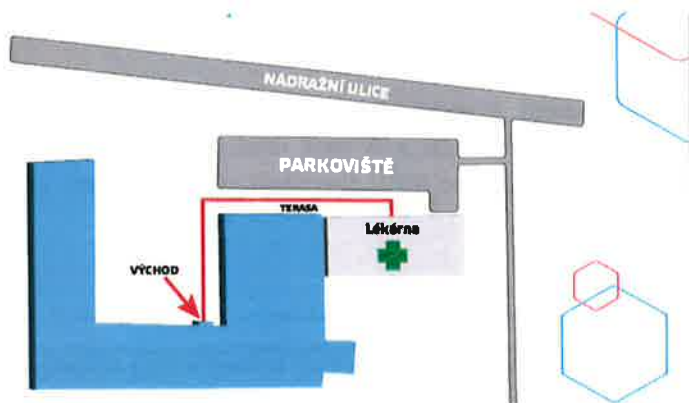 NÁDRAŽNÍ ULICE
PARKOVIŠTĚ
TERASA
Lékárna
VÝCHOD